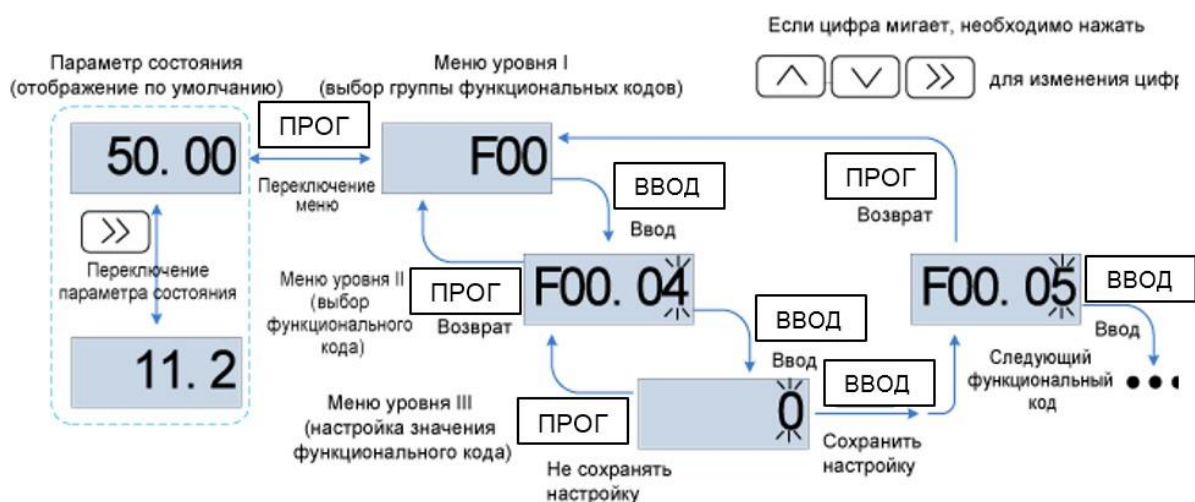 Если цифра мигает, необходимо нажать
для изменения цифр
Параметр состояния
(отображение по умолчанию)
Меню уровня I
(выбор группы функциональных кодов)
50. 00
ПРОГ
Переключение
меню
F00
ВВОД
Ввод
ПРОГ
Возврат
Переключение
параметра состояния
11. 2
Меню уровня II
(выбор
функционального
кода)
ПРОГ
Возврат
F00. 04
ВВОД
Ввод
F00. 05
ВВОД
Ввод
Следующий
функциональный
код
Меню уровня III
(настройка значения
функционального кода)
ПРОГ
Не сохранять
настройку
0
ВВОД
Сохранить
настройку